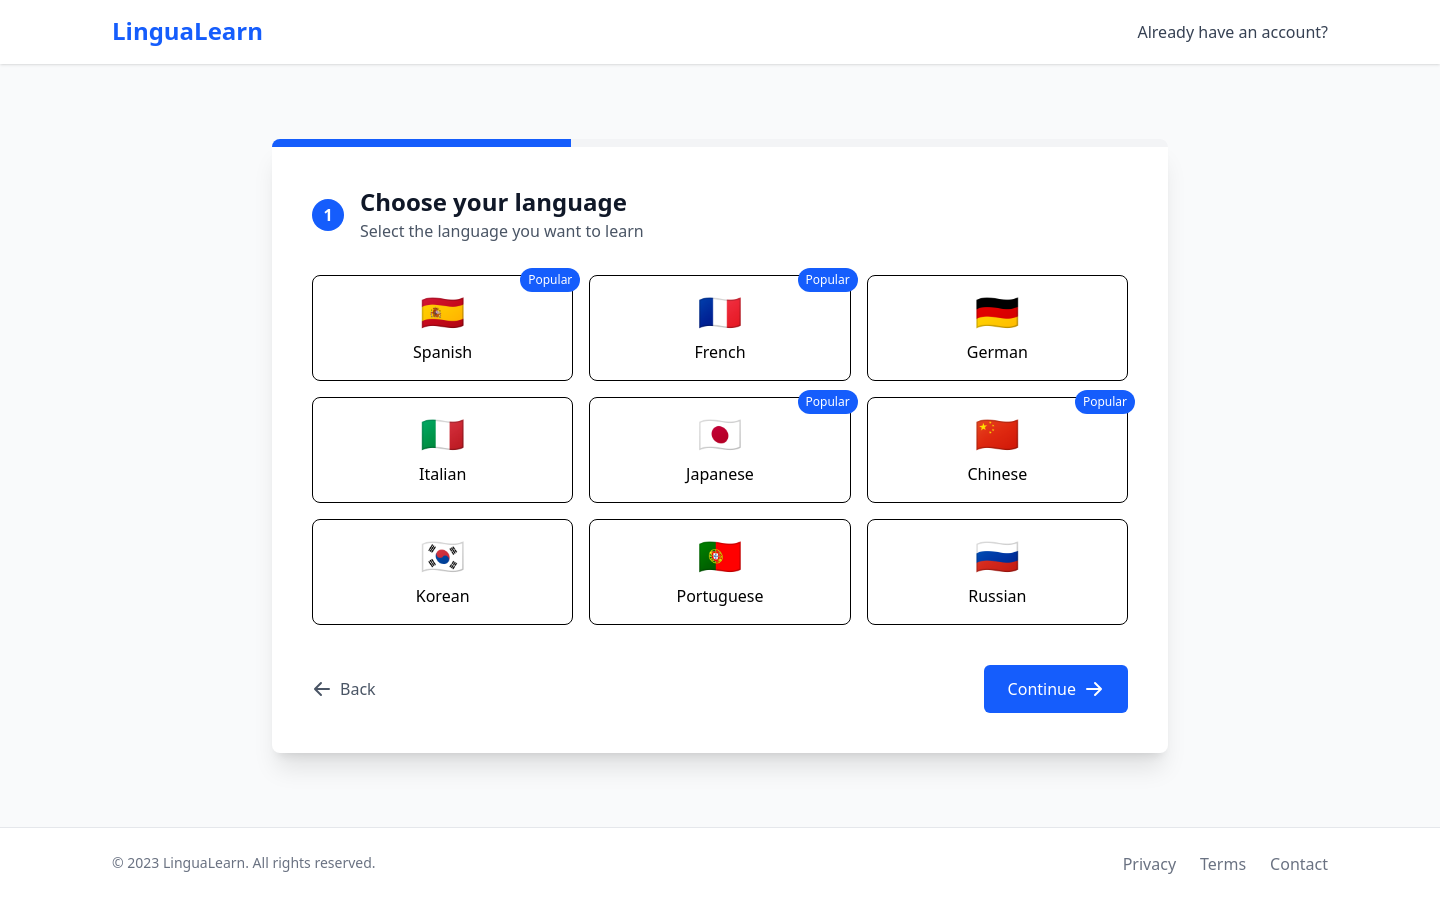 LinguaLearn
Already have an account?
1
Choose your language
Select the language you want to learn
Popular
Spanish
Popular
French
German
Italian
Popular
Japanese
Popular
Chinese
Korean
Portuguese
Russian
Back
Continue
© 2023 LinguaLearn. All rights reserved.
Privacy
Terms
Contact